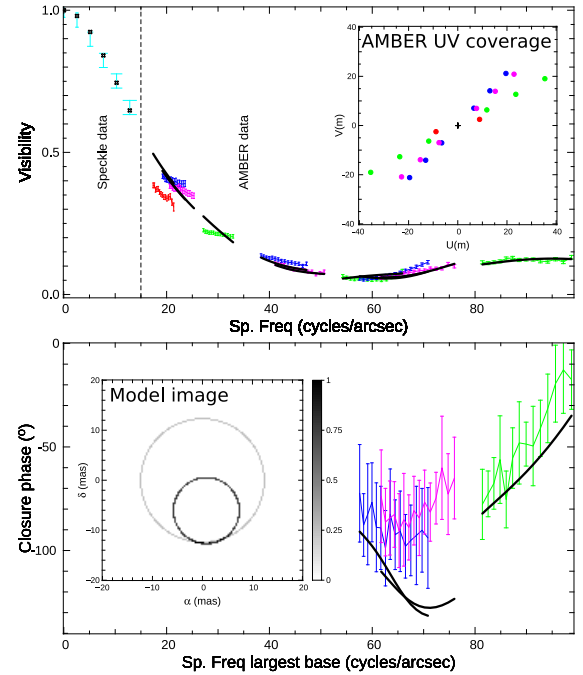 1.0
0.5
0.0
Visibility
Speckle data
AMBER data
AMBER UV coverage
40
20
0
−20
−40
V(m)
−40 −20 0 20 40
U(m)
0 20 40 60 80
Sp. Freq (cycles/arcsec)
0
-50
-100
Closure phase (º)
Model image
20
10
0
−10
−20
δ (mas)
−20 −10 0 10 20
α (mas)
1
0.75
0.5
0.25
0
0 20 40 60 80
Sp. Freq largest base (cycles/arcsec)